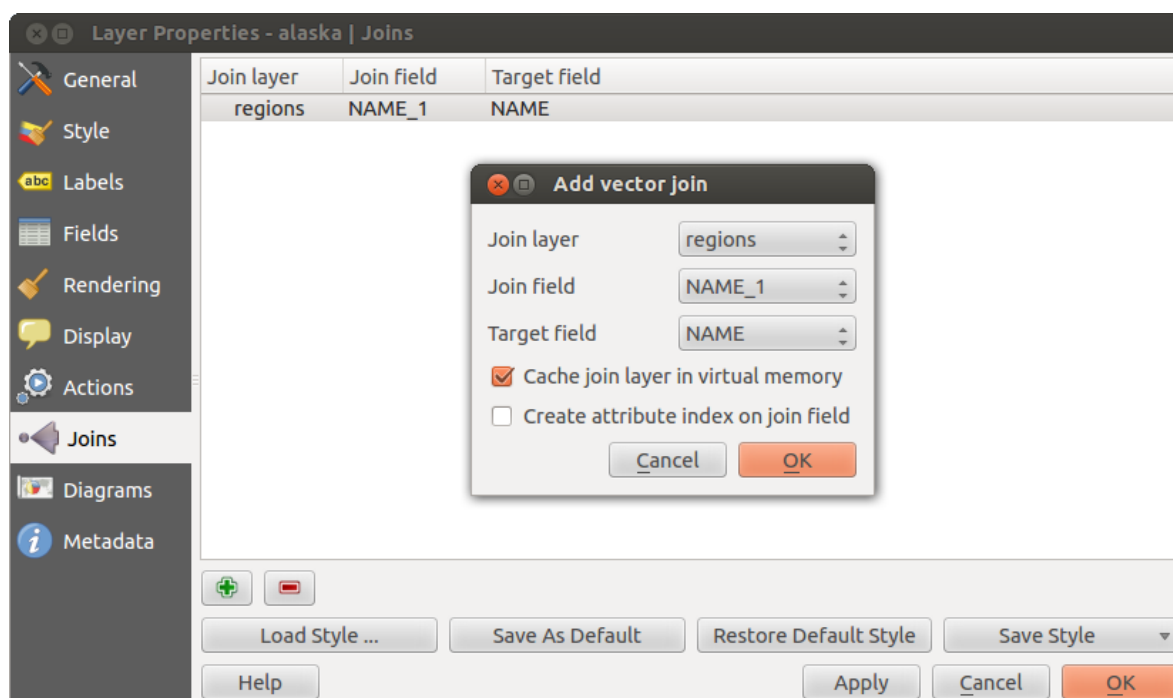 Layer Properties - alaska | Joins
General
Style
abc Labels
Fields
Rendering
Display
Actions
Joins
Diagrams
i Metadata
Join layer Join field Target field
regions NAME_1 NAME
Add vector join
Join layer regions
Join field NAME_1
Target field NAME
Cache join layer in virtual memory
Create attribute index on join field
Cancel OK
Load Style ... Save As Default Restore Default Style Save Style
Help Apply Cancel OK